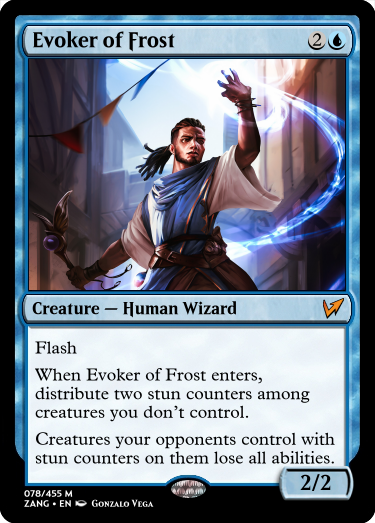 Evoker of Frost 2
Creature — Human Wizard
Flash
When Evoker of Frost enters,
distribute two stun counters among
creatures you don't control.
Creatures your opponents control with
stun counters on them lose all abilities.
2/2
078/455 M
ZANG • EN Gonzalo Vega